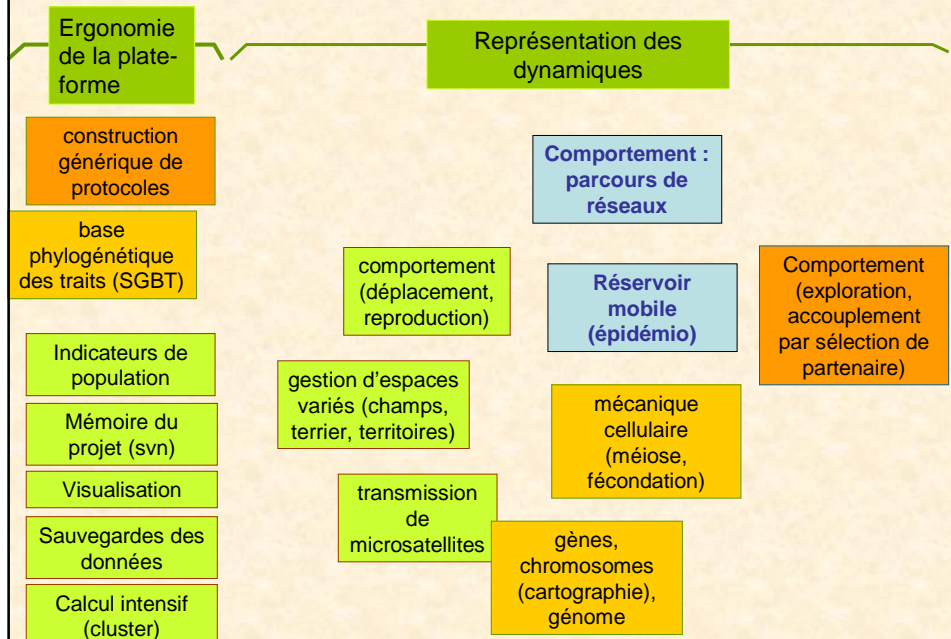 Ergonomie
de la plate-
forme
Représentation des
dynamiques
construction
générique de
protocoles
base
phylogénétique
des traits (SGBT)
Indicateurs de
population
Mémoire du
projet (svn)
Visualisation
Sauvegardes des
données
Calcul intensif
(cluster)
comportement
(déplacement,
reproduction)
gestion d'espaces
variés (champs,
terrier, territoires)
transmission
de
microsatellites
Comportement :
parcours de
réseaux
Réservoir
mobile
(épidémio)
mécanique
cellulaire
(méiose,
fécondation)
gènes,
chromosomes
(cartographie),
génome
Comportement
(exploration,
accouplement
par sélection de
partenaire)